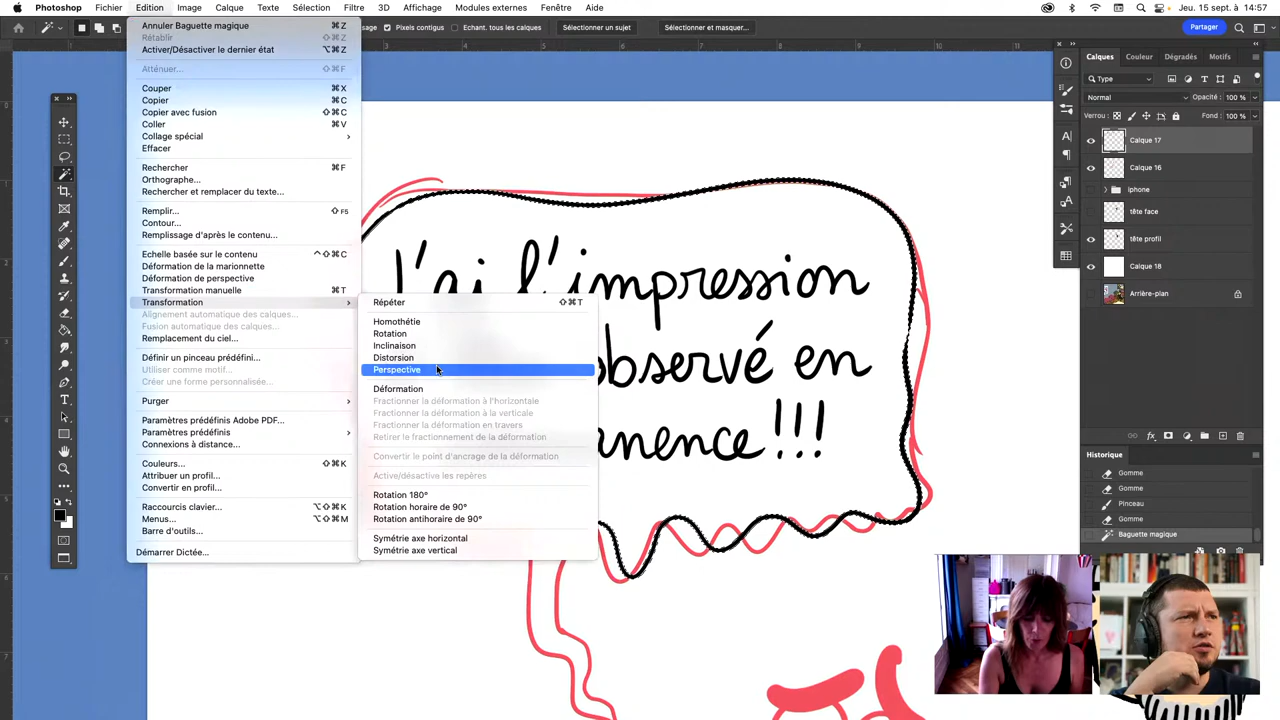 Photoshop Fichier Edition Image Calque Texte Sélection Filtre 3D Affichage Modules externes Fenêtre Aide Jeu. 15 sept. à 14:57
Pixels contigus Echant. tous les calques Sélectionner un sujet Sélectionner et masquer... Partager
Annuler Baguette magique ⌘Z
Rétablir ⇧⌘Z
Activer/Désactiver le dernier état ⌥⌘Z
Atténuer... ⇧⌘F
Couper ⌘X
Copier ⌘C
Copier avec fusion ⇧⌘C
Coller ⌘V
Collage spécial
Effacer
Rechercher ⌘F
Orthographe...
Rechercher et remplacer du texte...
Remplir... ⇧F5
Contour...
Remplissage d'après le contenu...
Echelle basée sur le contenu ⌃⇧⌘C
Déformation de la marionnette
Déformation de perspective
Transformation manuelle ⌘T
Transformation
Alignement automatique des calques...
Fusion automatique des calques...
Remplacement du ciel...
Définir un pinceau prédéfini...
Utiliser comme motif...
Créer une forme personnalisée...
Purger
Paramètres prédéfinis Adobe PDF...
Paramètres prédéfinis
Connexions à distance...
Couleurs... ⇧⌘K
Attribuer un profil...
Convertir en profil...
Raccourcis clavier... ⌥⇧⌘K
Menus... ⌥⇧⌘M
Barre d'outils...
Démarrer Dictée...
Répéter ⇧⌘T
Homothétie
Rotation
Inclinaison
Distorsion
Perspective
Déformation
Fractionner la déformation à l'horizontale
Fractionner la déformation à la verticale
Fractionner la déformation en travers
Retirer le fractionnement de la déformation
Convertir le point d'ancrage de la déformation
Active/désactive les repères
Rotation 180°
Rotation horaire de 90°
Rotation antihoraire de 90°
Symétrie axe horizontal
Symétrie axe vertical
J'ai l'impression
observé en
anence !!!
Calques Couleur Dégradés Motifs
Type
Normal Opacité : 100 %
Verrou : Fond : 100 %
Calque 17
Calque 16
Iphone
tête face
tête profil
Calque 18
Arrière-plan
Historique
Gomme
Gomme
Pinceau
Gomme
Baguette magique